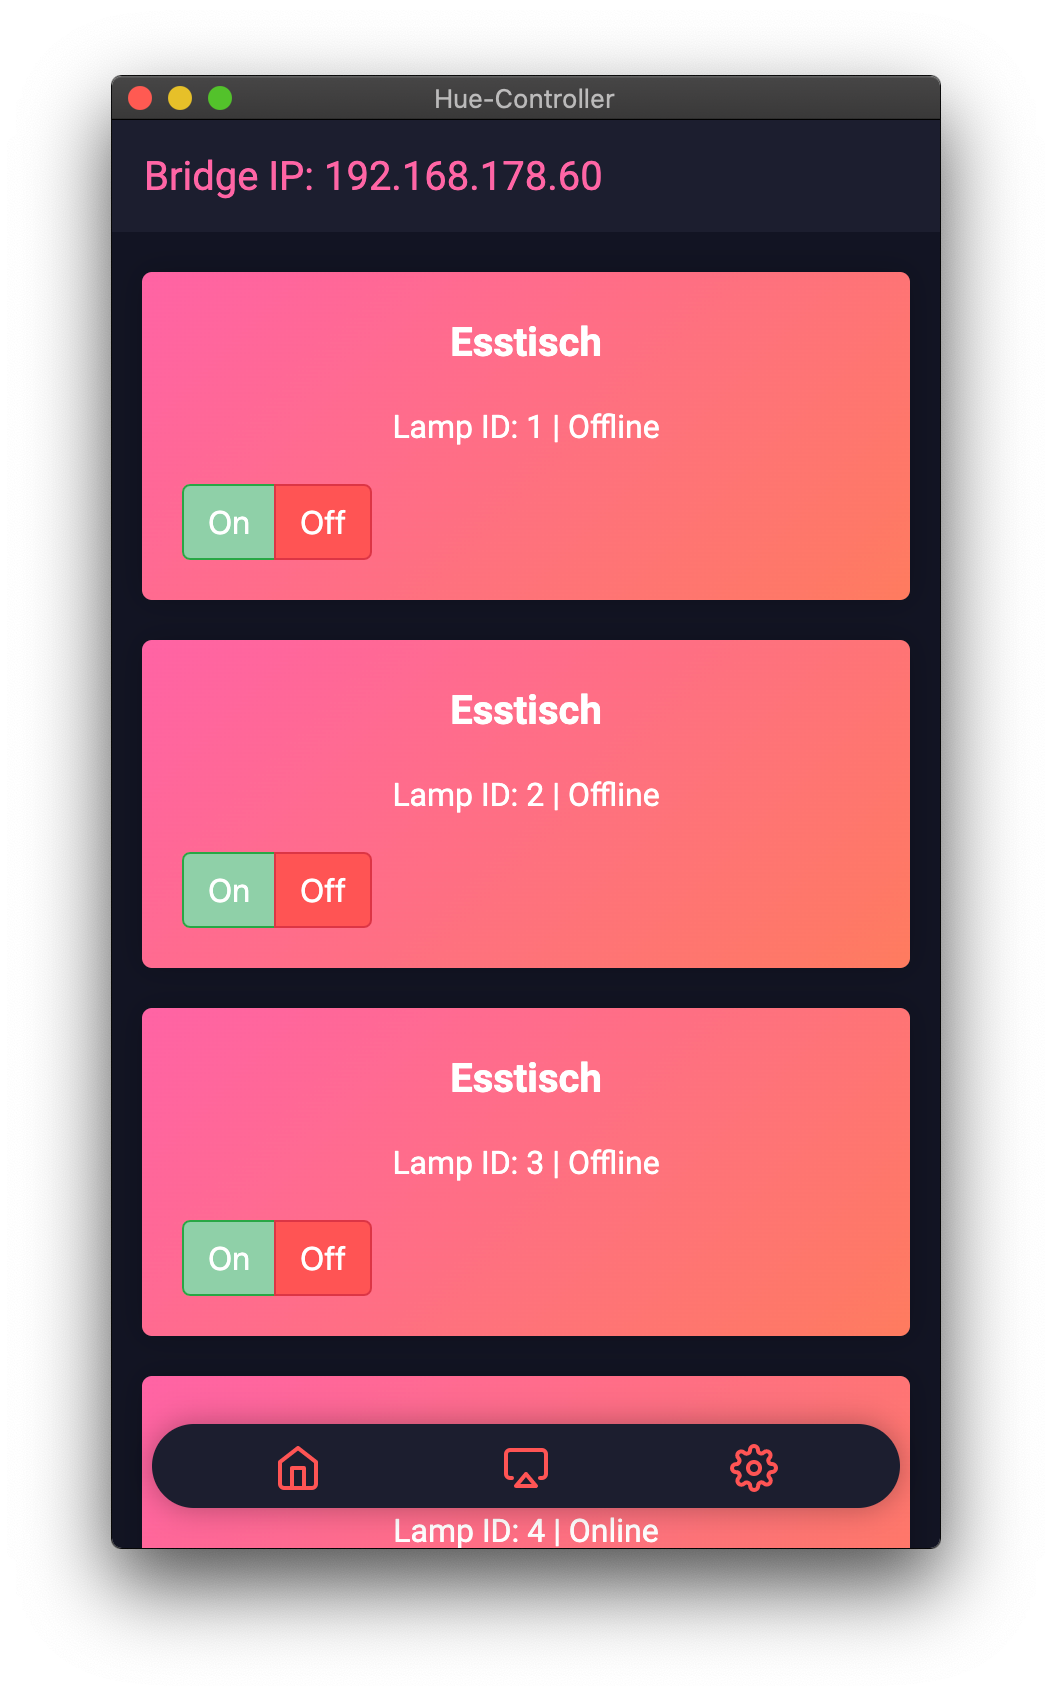 Hue-Controller
Bridge IP: 192.168.178.60
Esstisch
Lamp ID: 1 | Offline
On Off
Esstisch
Lamp ID: 2 | Offline
On Off
Esstisch
Lamp ID: 3 | Offline
On Off
Lamp ID: 4 | Online